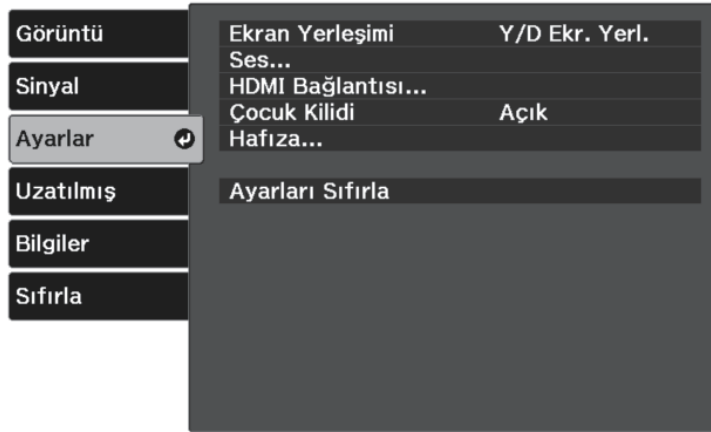 Görüntü
Sinyal
Ayarlar
Uzatılmış
Bilgiler
Sıfırla
Ekran Yerleşimi Y/D Ekr. Yerl.
Ses...
HDMI Bağlantısı...
Çocuk Kilidi Açık
Hafıza...
Ayarları Sıfırla